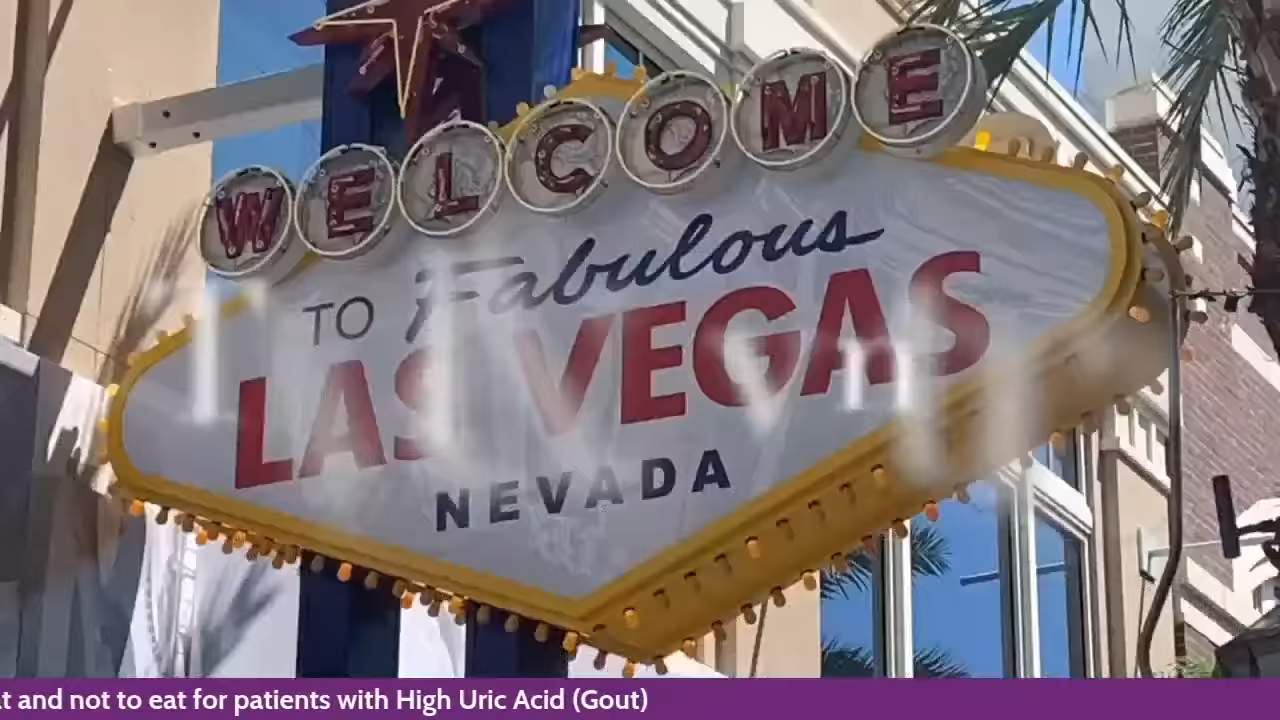 WELCOME
TO Fabulous
LAS VEGAS
NEVADA
and not to eat for patients with High Uric Acid (Gout)